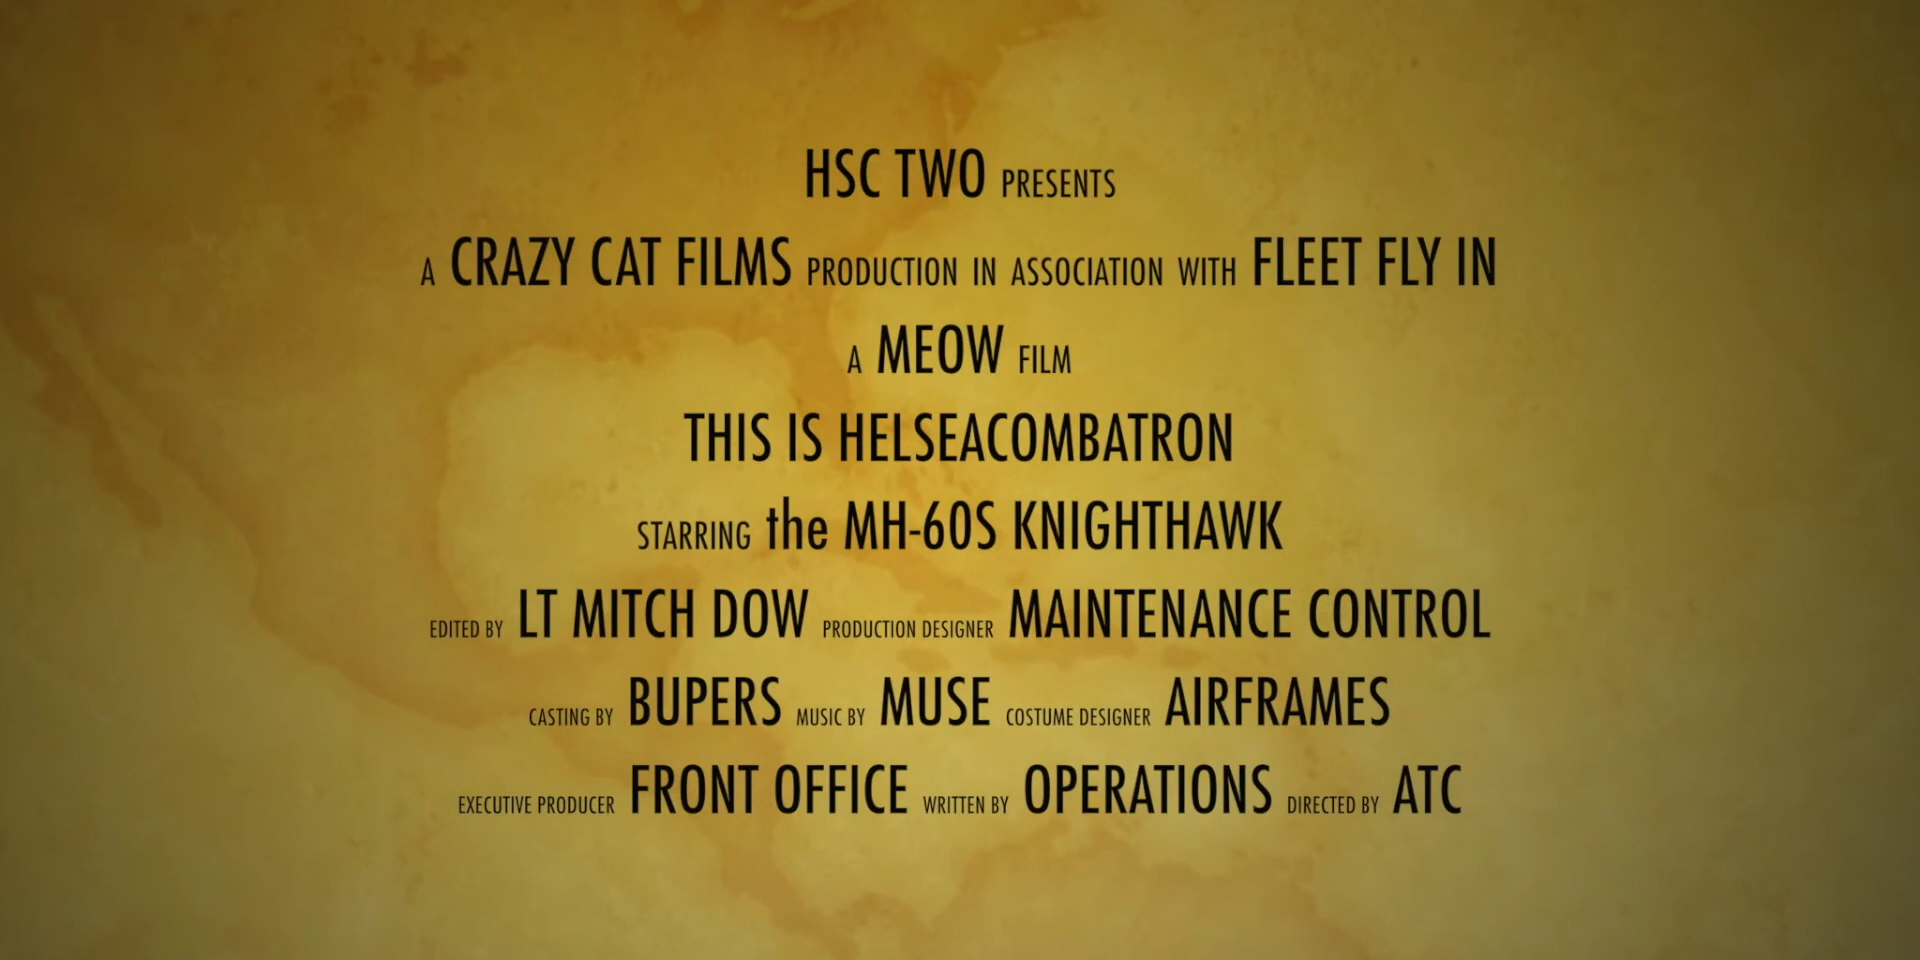 HSC TWO PRESENTS
A CRAZY CAT FILMS PRODUCTION IN ASSOCIATION WITH FLEET FLY IN
A MEOW FILM
THIS IS HELSEACOMBATRON
STARRING the MH-60S KNIGHTHAWK
EDITED BY LT MITCH DOW PRODUCTION DESIGNER MAINTENANCE CONTROL
CASTING BY BUPERS MUSIC BY MUSE COSTUME DESIGNER AIRFRAMES
EXECUTIVE PRODUCER FRONT OFFICE WRITTEN BY OPERATIONS DIRECTED BY ATC